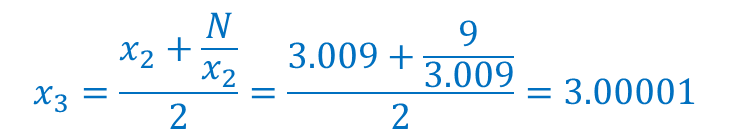 x₃ = (x₂ + N/x₂)/2 = (3.009 + 9/3.009)/2 = 3.00001